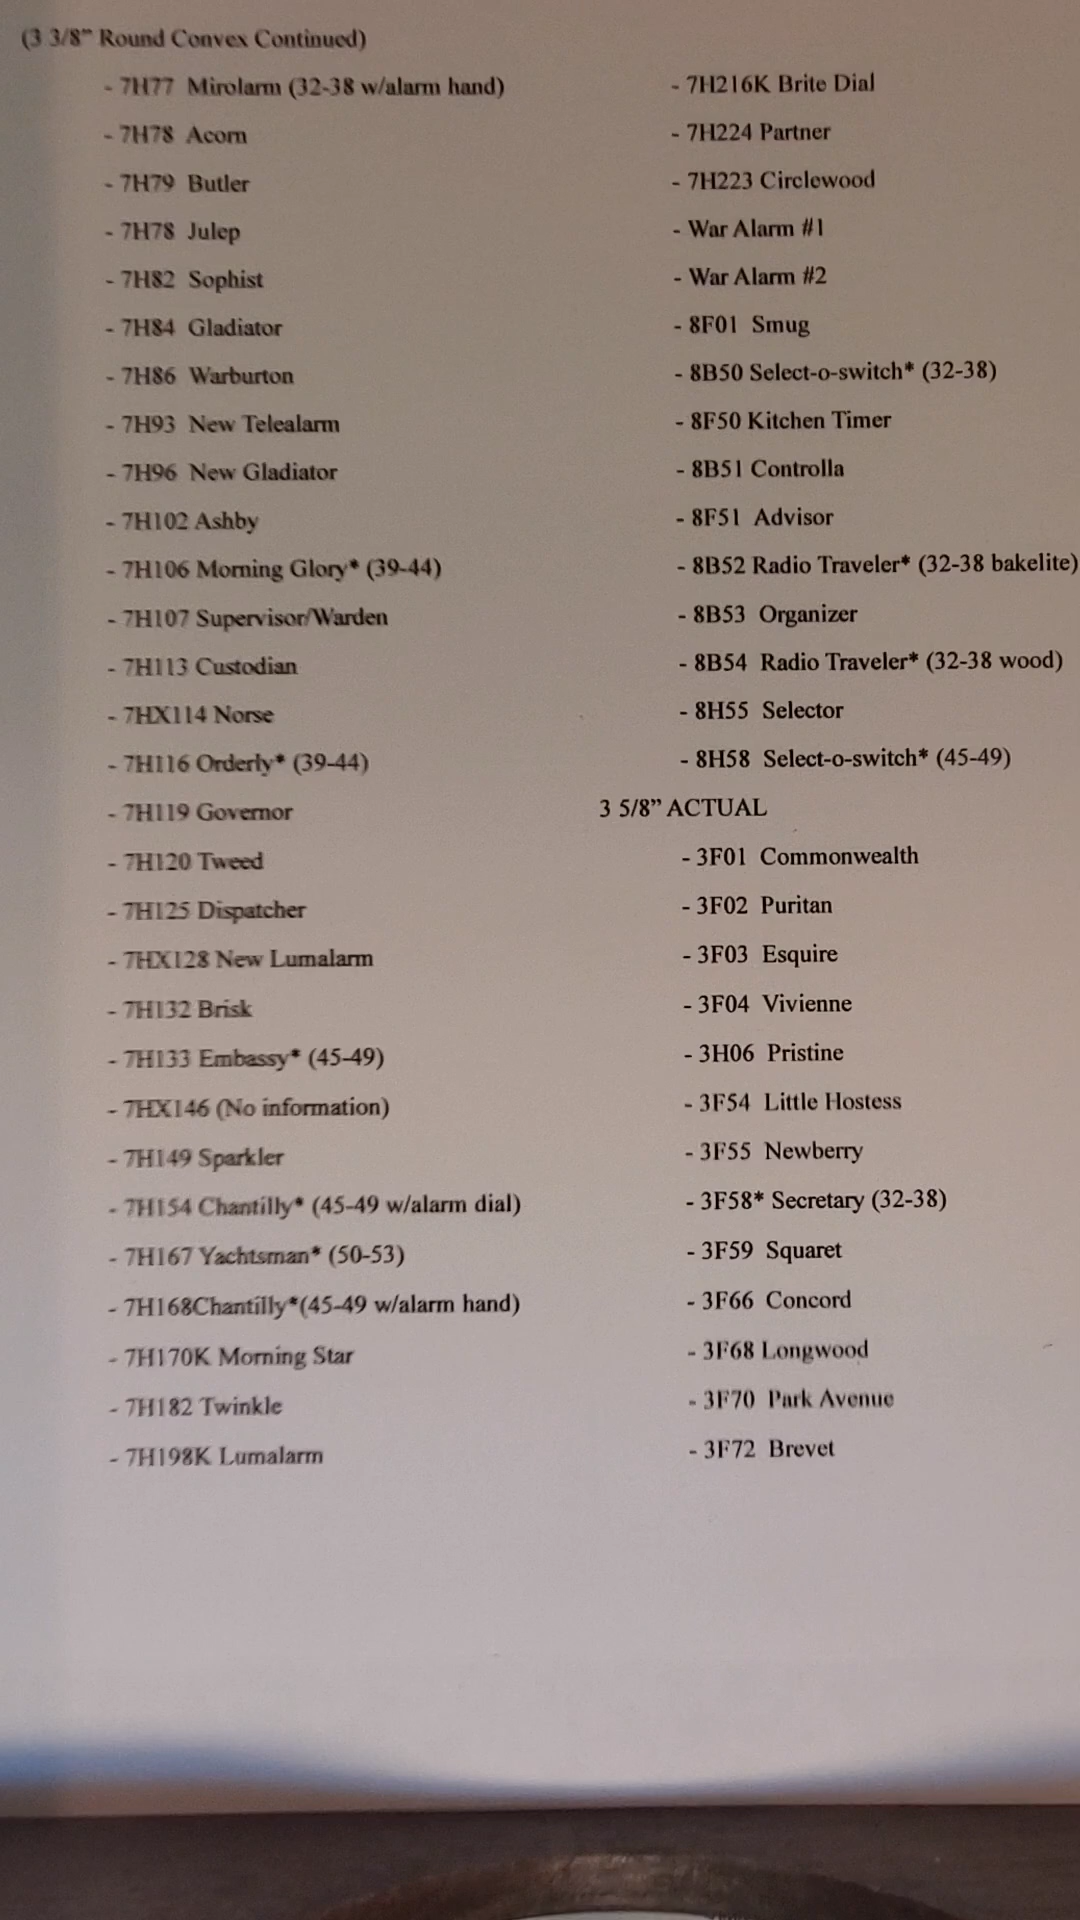 (3 3/8" Round Convex Continued)
- 7H77 Mirolarm (32-38 w/alarm hand)
- 7H78 Acorn
- 7H79 Butler
- 7H78 Julep
- 7H82 Sophist
- 7H84 Gladiator
- 7H86 Warburton
- 7H93 New Telealarm
- 7H96 New Gladiator
- 7H102 Ashby
- 7H106 Morning Glory* (39-44)
- 7H107 Supervisor/Warden
- 7H113 Custodian
- 7HX114 Norse
- 7H116 Orderly* (39-44)
- 7H119 Governor
- 7H120 Tweed
- 7H125 Dispatcher
- 7HX128 New Lumalarm
- 7H132 Brisk
- 7H133 Embassy* (45-49)
- 7HX146 (No information)
- 7H149 Sparkler
- 7H154 Chantilly* (45-49 w/alarm dial)
- 7H167 Yachtsman* (50-53)
- 7H168Chantilly*(45-49 w/alarm hand)
- 7H170K Morning Star
- 7H182 Twinkle
- 7H198K Lumalarm
- 7H216K Brite Dial
- 7H224 Partner
- 7H223 Circlewood
- War Alarm #1
- War Alarm #2
- 8F01 Smug
- 8B50 Select-o-switch* (32-38)
- 8F50 Kitchen Timer
- 8B51 Controlla
- 8F51 Advisor
- 8B52 Radio Traveler* (32-38 bakelite)
- 8B53 Organizer
- 8B54 Radio Traveler* (32-38 wood)
- 8H55 Selector
- 8H58 Select-o-switch* (45-49)
3 5/8” ACTUAL
- 3F01 Commonwealth
- 3F02 Puritan
- 3F03 Esquire
- 3F04 Vivienne
- 3H06 Pristine
- 3F54 Little Hostess
- 3F55 Newberry
- 3F58* Secretary (32-38)
- 3F59 Squaret
- 3F66 Concord
- 3F68 Longwood
- 3F70 Park Avenue
- 3F72 Brevet